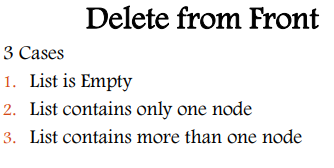 Delete from Front
3 Cases
1. List is Empty
2. List contains only one node
3. List contains more than one node